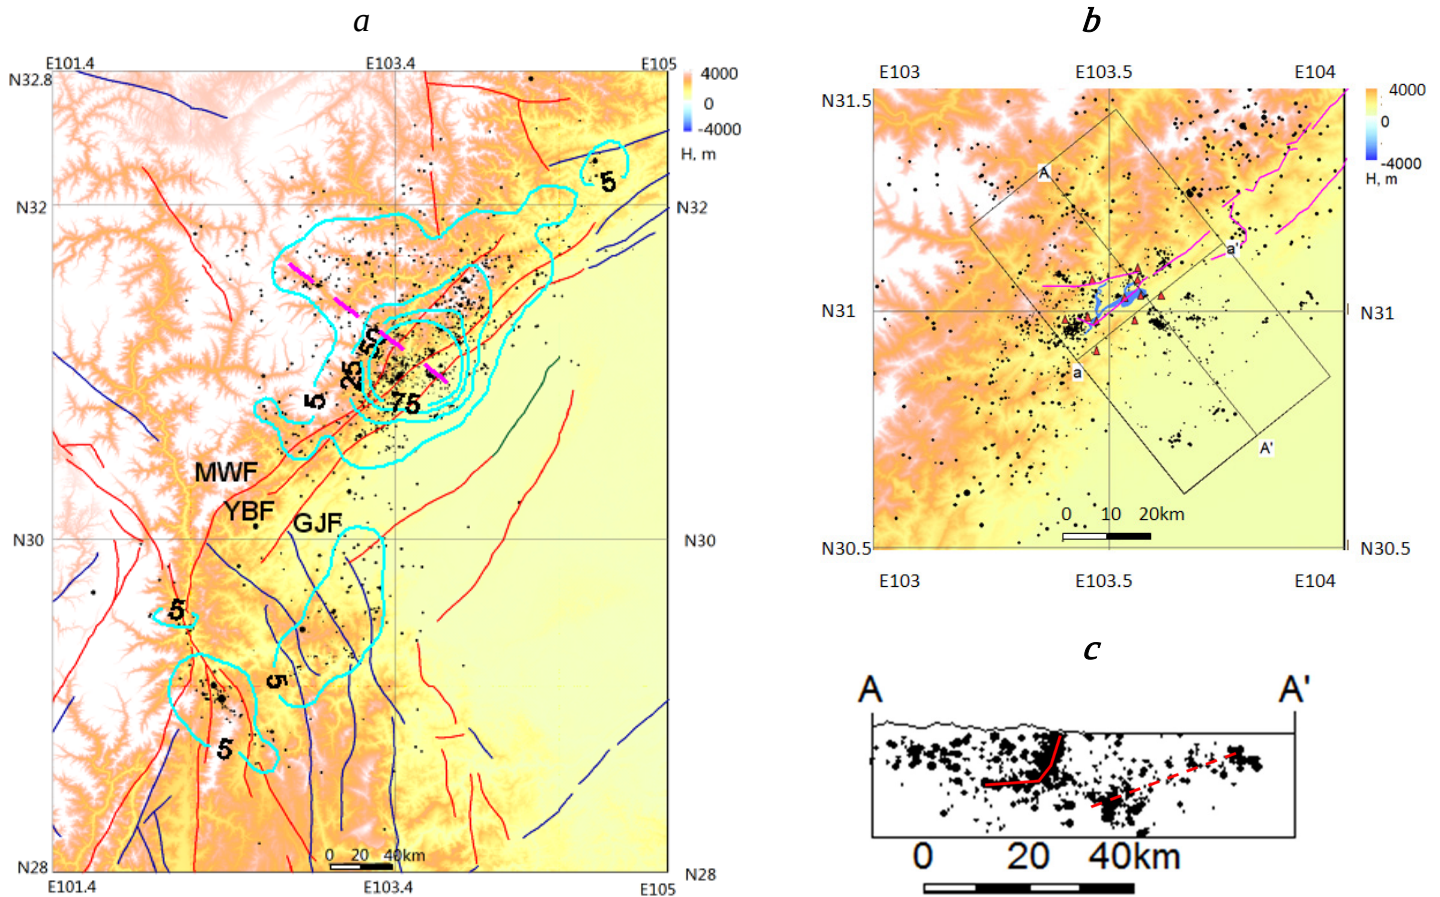 a
E101.4 E103.4 E105
N32.8
4000
0
-4000
H, m
5
N32 N32
50
25
5
75
MWF
YBF
GJF
N30 N30
5
5
5
0 20 40km
N28 N28
E101.4 E103.4 E105
b
E103 E103.5 E104
N31.5
4000
0
-4000
H, m
A
a'
N31 N31
a
A'
0 10 20km
N30.5 N30.5
E103 E103.5 E104
c
A A'
0 20 40km